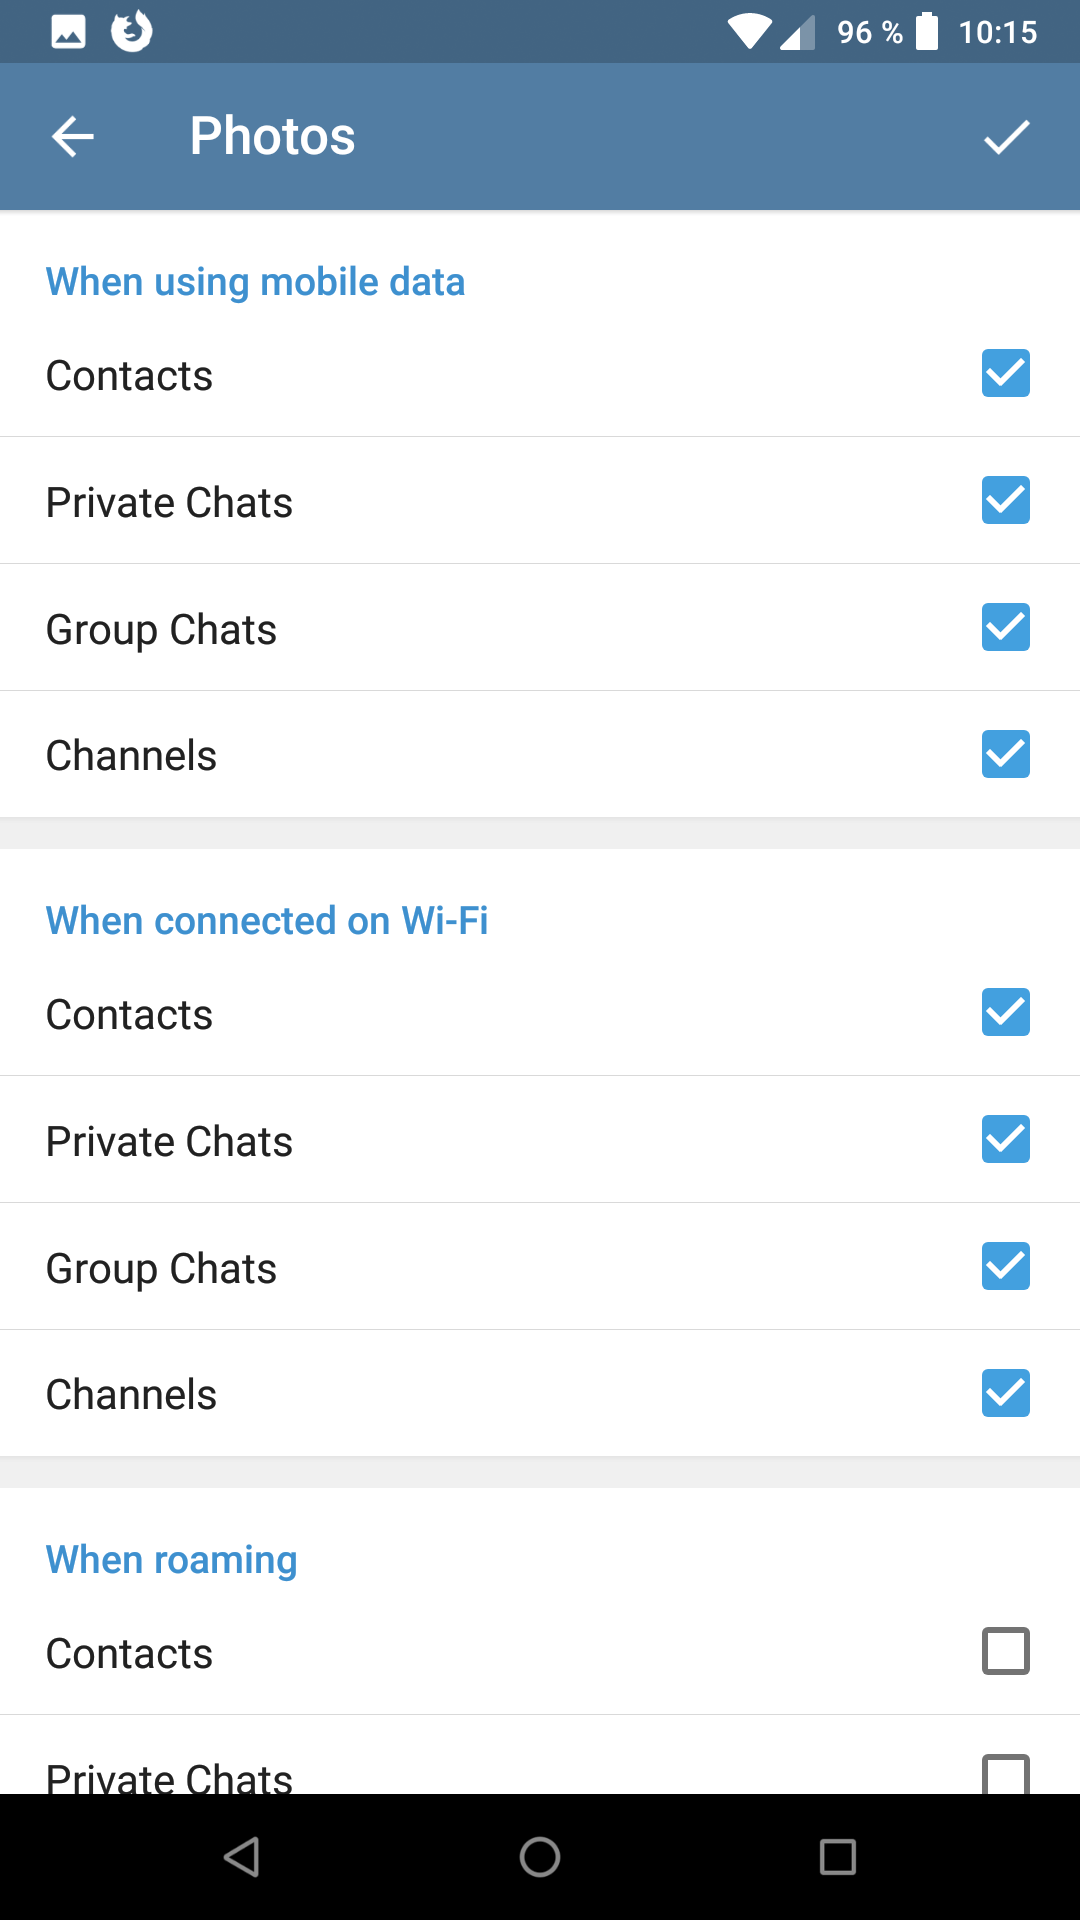 96 % 10:15
Photos
When using mobile data
Contacts
Private Chats
Group Chats
Channels
When connected on Wi-Fi
Contacts
Private Chats
Group Chats
Channels
When roaming
Contacts
Private Chats